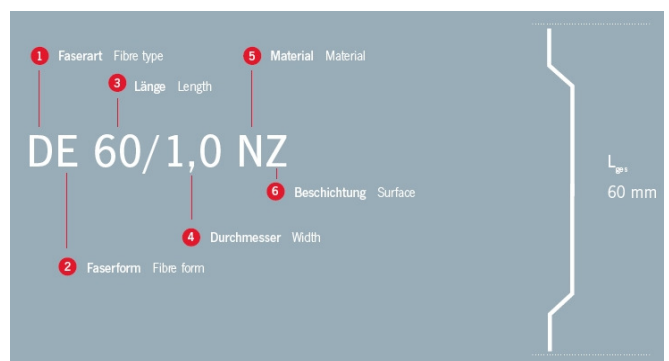 1 Faserart Fibre type
5 Material Material
3 Länge Length
DE 60/1,0 NZ
6 Beschichtung Surface
4 Durchmesser Width
2 Faserform Fibre form
Lges
60 mm